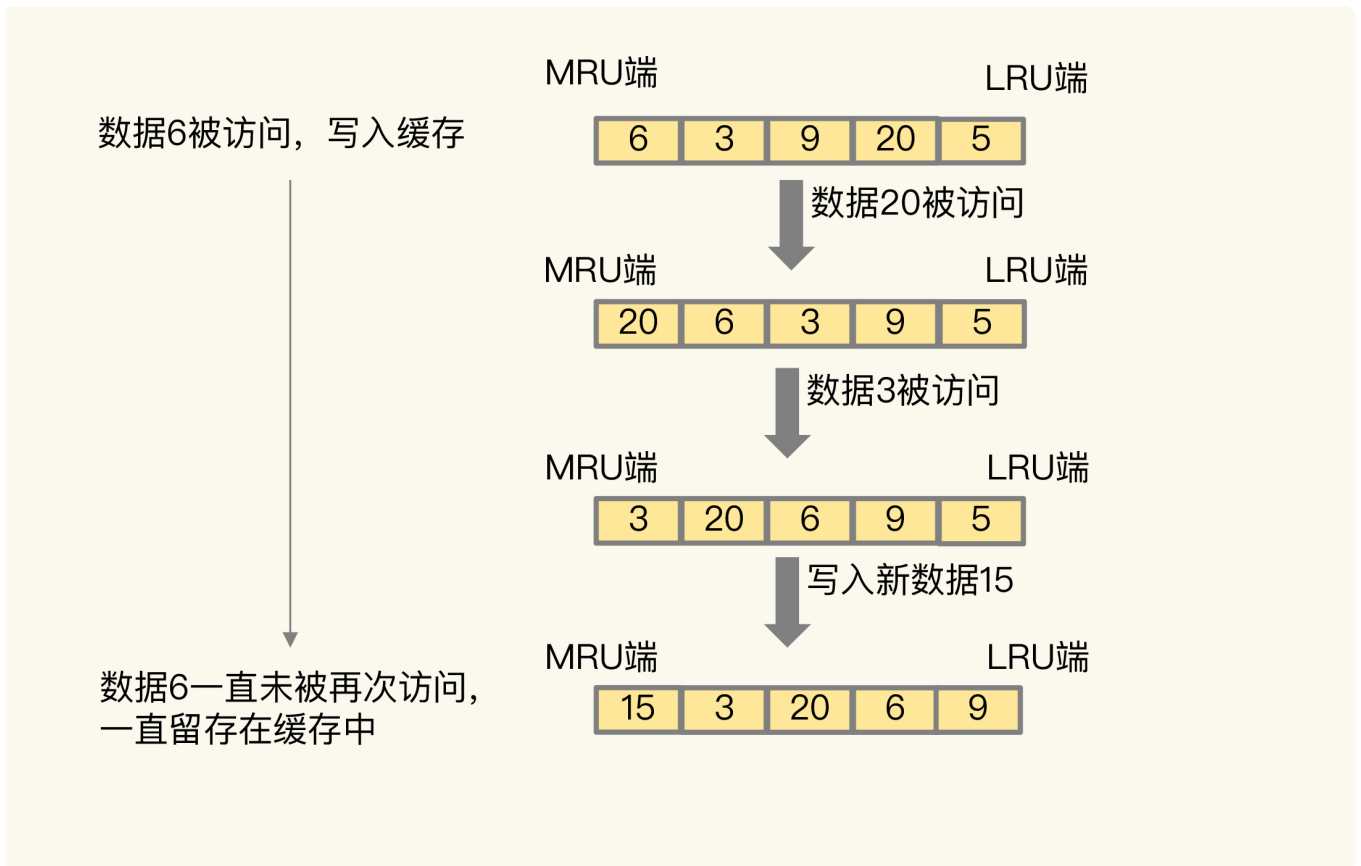 MRU端 LRU端
数据6被访问，写入缓存
6 3 9 20 5
数据20被访问
MRU端 LRU端
20 6 3 9 5
数据3被访问
MRU端 LRU端
3 20 6 9 5
写入新数据15
MRU端 LRU端
数据6一直未被再次访问，
一直留存在缓存中
15 3 20 6 9